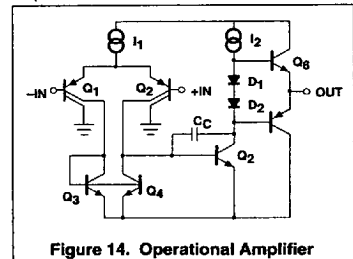 I1
I2
Q6
D1
–IN
Q1
Q2
+IN
OUT
D2
CC
Q2
Q3
Q4
Figure 14. Operational Amplifier